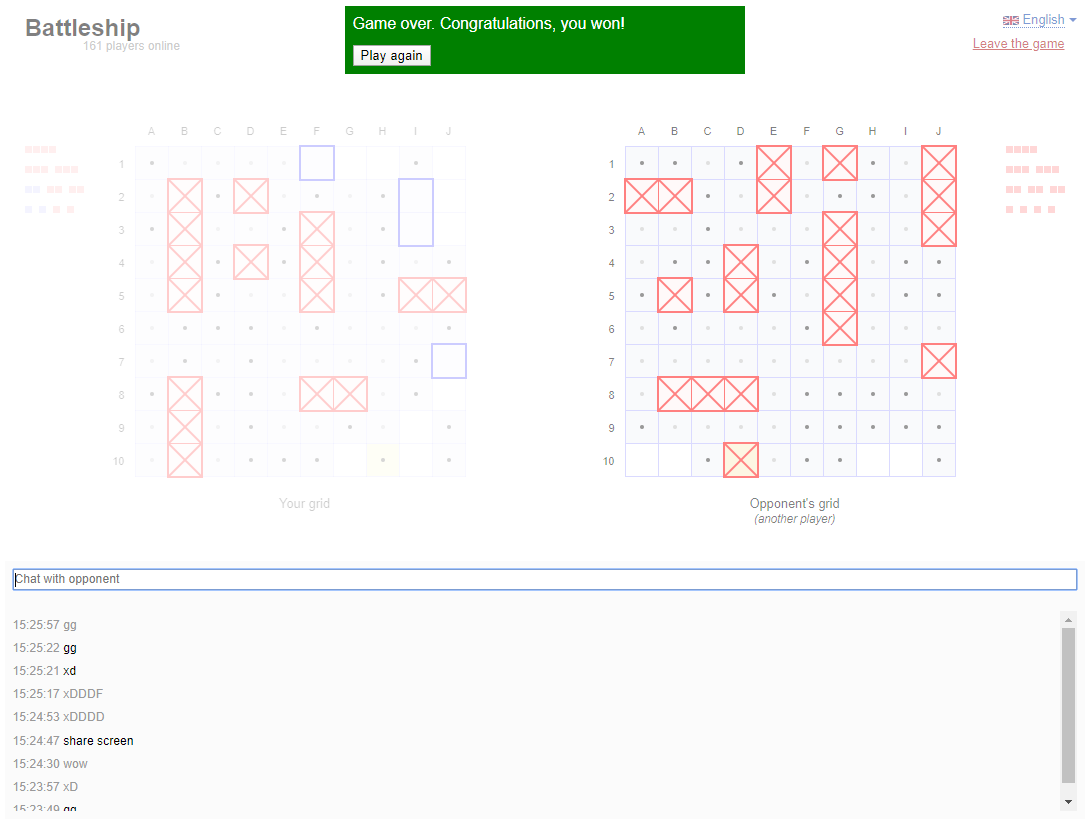 Battleship
161 players online
Game over. Congratulations, you won!
Play again
English
Leave the game
A B C D E F G H I J
1
2
3
4
5
6
7
8
9
10
Your grid
A B C D E F G H I J
1
2
3
4
5
6
7
8
9
10
Opponent's grid
(another player)
Chat with opponent
15:25:57 gg
15:25:22 gg
15:25:21 xd
15:25:17 xDDDF
15:24:53 xDDDD
15:24:47 share screen
15:24:30 wow
15:23:57 xD
15:23:49 gg